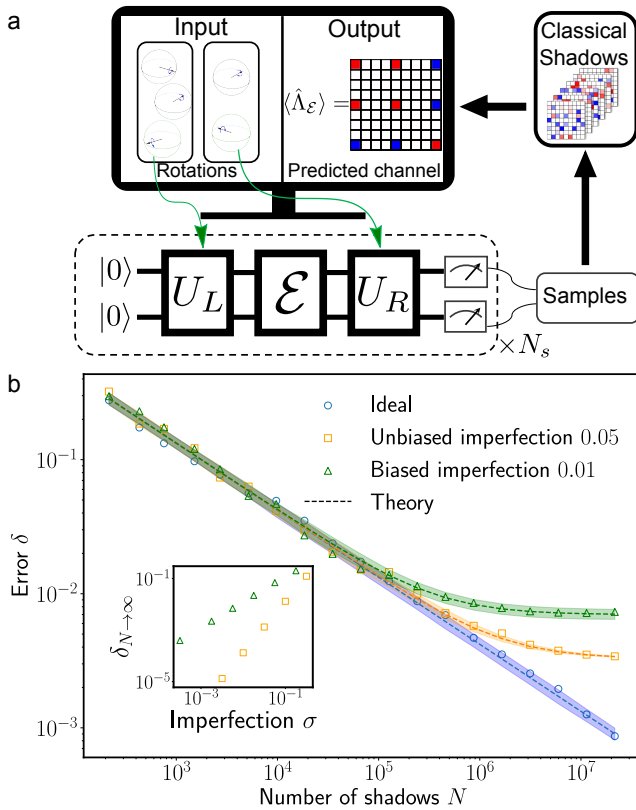 a
Input
Output
Rotations
⟨Λ̂_ℰ⟩ =
Predicted channel
Classical
Shadows
|0⟩
|0⟩
U_L
ℰ
U_R
Samples
×N_s
b
Ideal
Unbiased imperfection 0.05
Biased imperfection 0.01
Theory
Error δ
10^{-1}
10^{-2}
10^{-3}
δ_{N→∞}
10^{-1}
10^{-5}
10^{-3}
10^{-1}
Imperfection σ
10^3
10^4
10^5
10^6
10^7
Number of shadows N